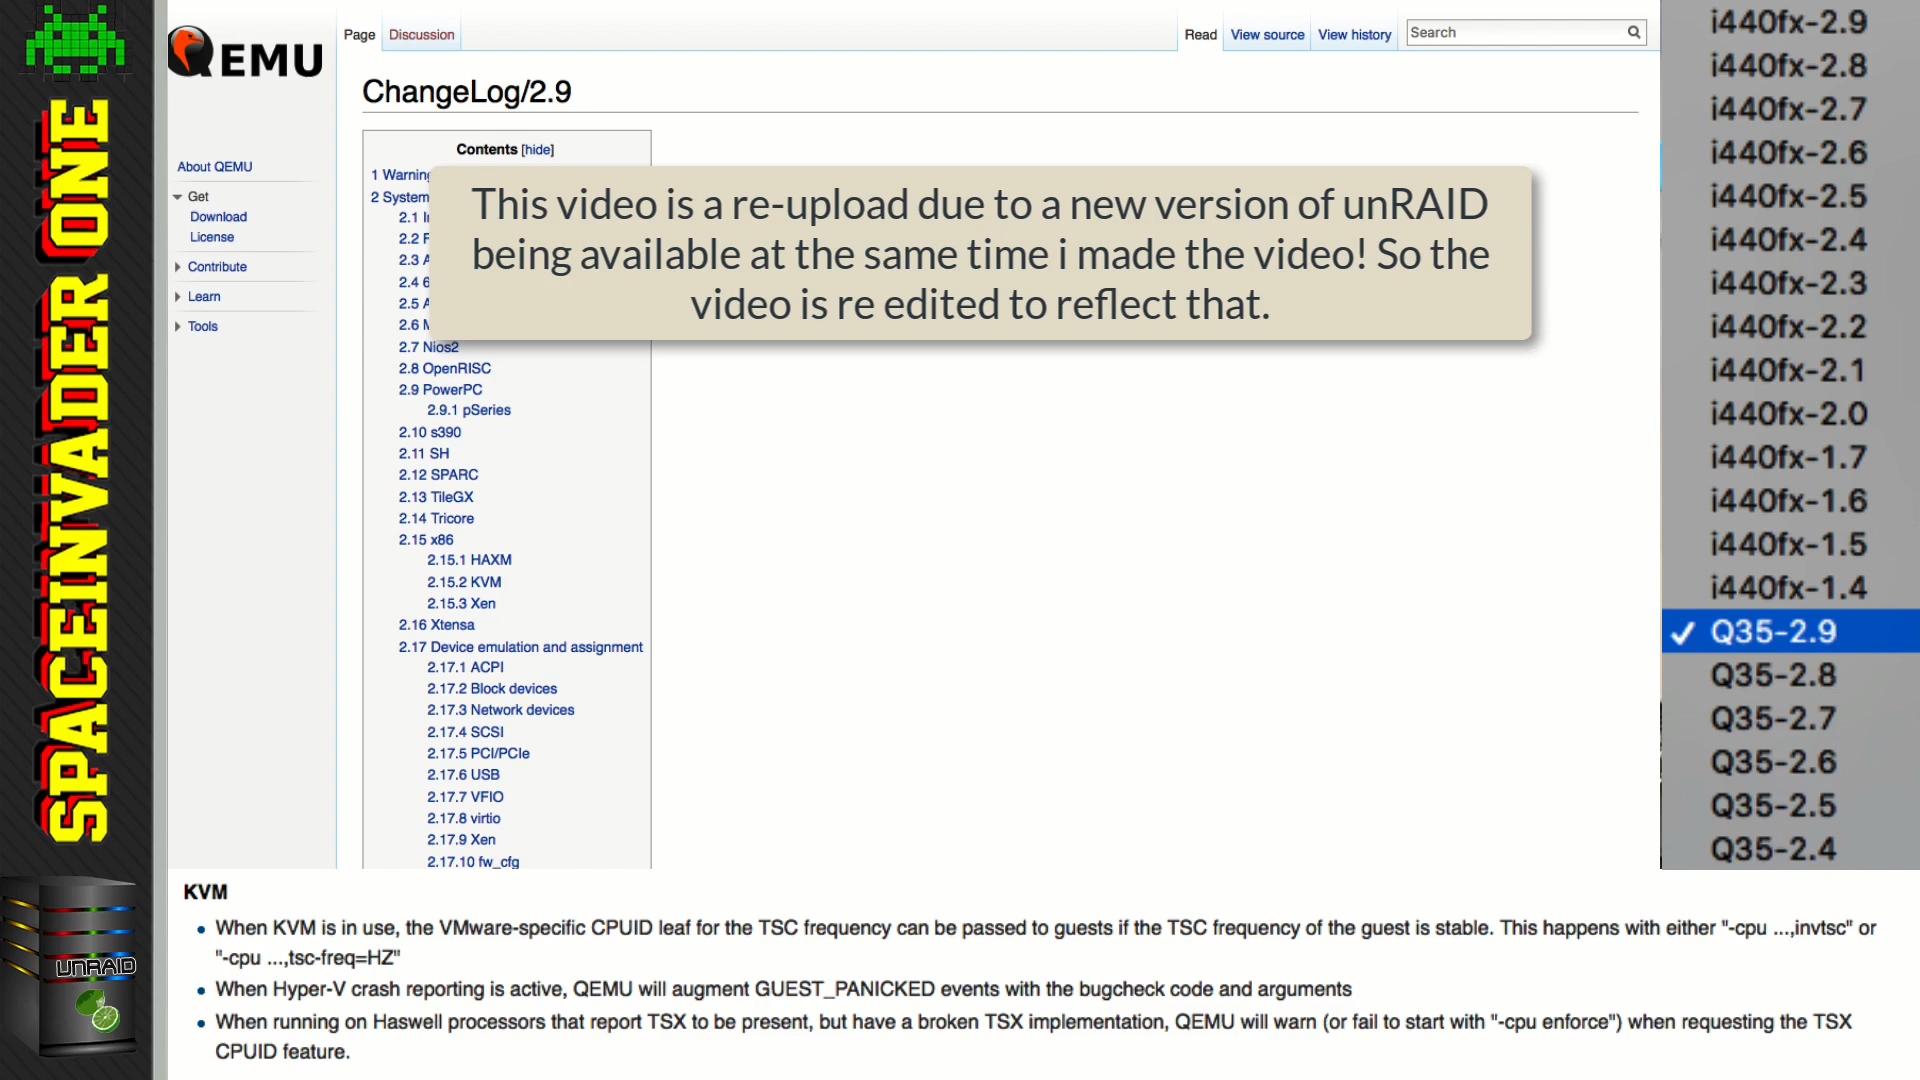 SPACEINVADER ONE
UNRAID
QEMU
About QEMU
Get
Download
License
Contribute
Learn
Tools
Page
Discussion
Read
View source
View history
Search
ChangeLog/2.9
Contents [hide]
1 Warning
2 System
2.1 I
2.2 F
2.3 A
2.4 6
2.5 A
2.6 M
2.7 Nios2
2.8 OpenRISC
2.9 PowerPC
2.9.1 pSeries
2.10 s390
2.11 SH
2.12 SPARC
2.13 TileGX
2.14 Tricore
2.15 x86
2.15.1 HAXM
2.15.2 KVM
2.15.3 Xen
2.16 Xtensa
2.17 Device emulation and assignment
2.17.1 ACPI
2.17.2 Block devices
2.17.3 Network devices
2.17.4 SCSI
2.17.5 PCI/PCIe
2.17.6 USB
2.17.7 VFIO
2.17.8 virtio
2.17.9 Xen
2.17.10 fw_cfg
This video is a re-upload due to a new version of unRAID
being available at the same time i made the video! So the
video is re edited to reflect that.
i440fx-2.9
i440fx-2.8
i440fx-2.7
i440fx-2.6
i440fx-2.5
i440fx-2.4
i440fx-2.3
i440fx-2.2
i440fx-2.1
i440fx-2.0
i440fx-1.7
i440fx-1.6
i440fx-1.5
i440fx-1.4
✓ Q35-2.9
Q35-2.8
Q35-2.7
Q35-2.6
Q35-2.5
Q35-2.4
KVM
• When KVM is in use, the VMware-specific CPUID leaf for the TSC frequency can be passed to guests if the TSC frequency of the guest is stable. This happens with either "-cpu ...,invtsc" or
"-cpu ...,tsc-freq=HZ"
• When Hyper-V crash reporting is active, QEMU will augment GUEST_PANICKED events with the bugcheck code and arguments
• When running on Haswell processors that report TSX to be present, but have a broken TSX implementation, QEMU will warn (or fail to start with "-cpu enforce") when requesting the TSX
CPUID feature.